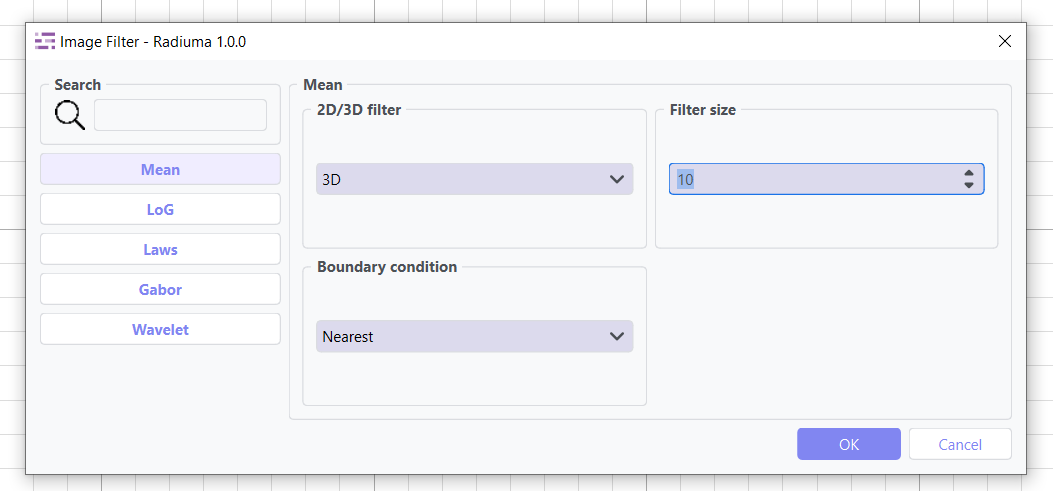 Image Filter - Radiuma 1.0.0
Search
Mean
LoG
Laws
Gabor
Wavelet
Mean
2D/3D filter
3D
Filter size
10
Boundary condition
Nearest
OK
Cancel